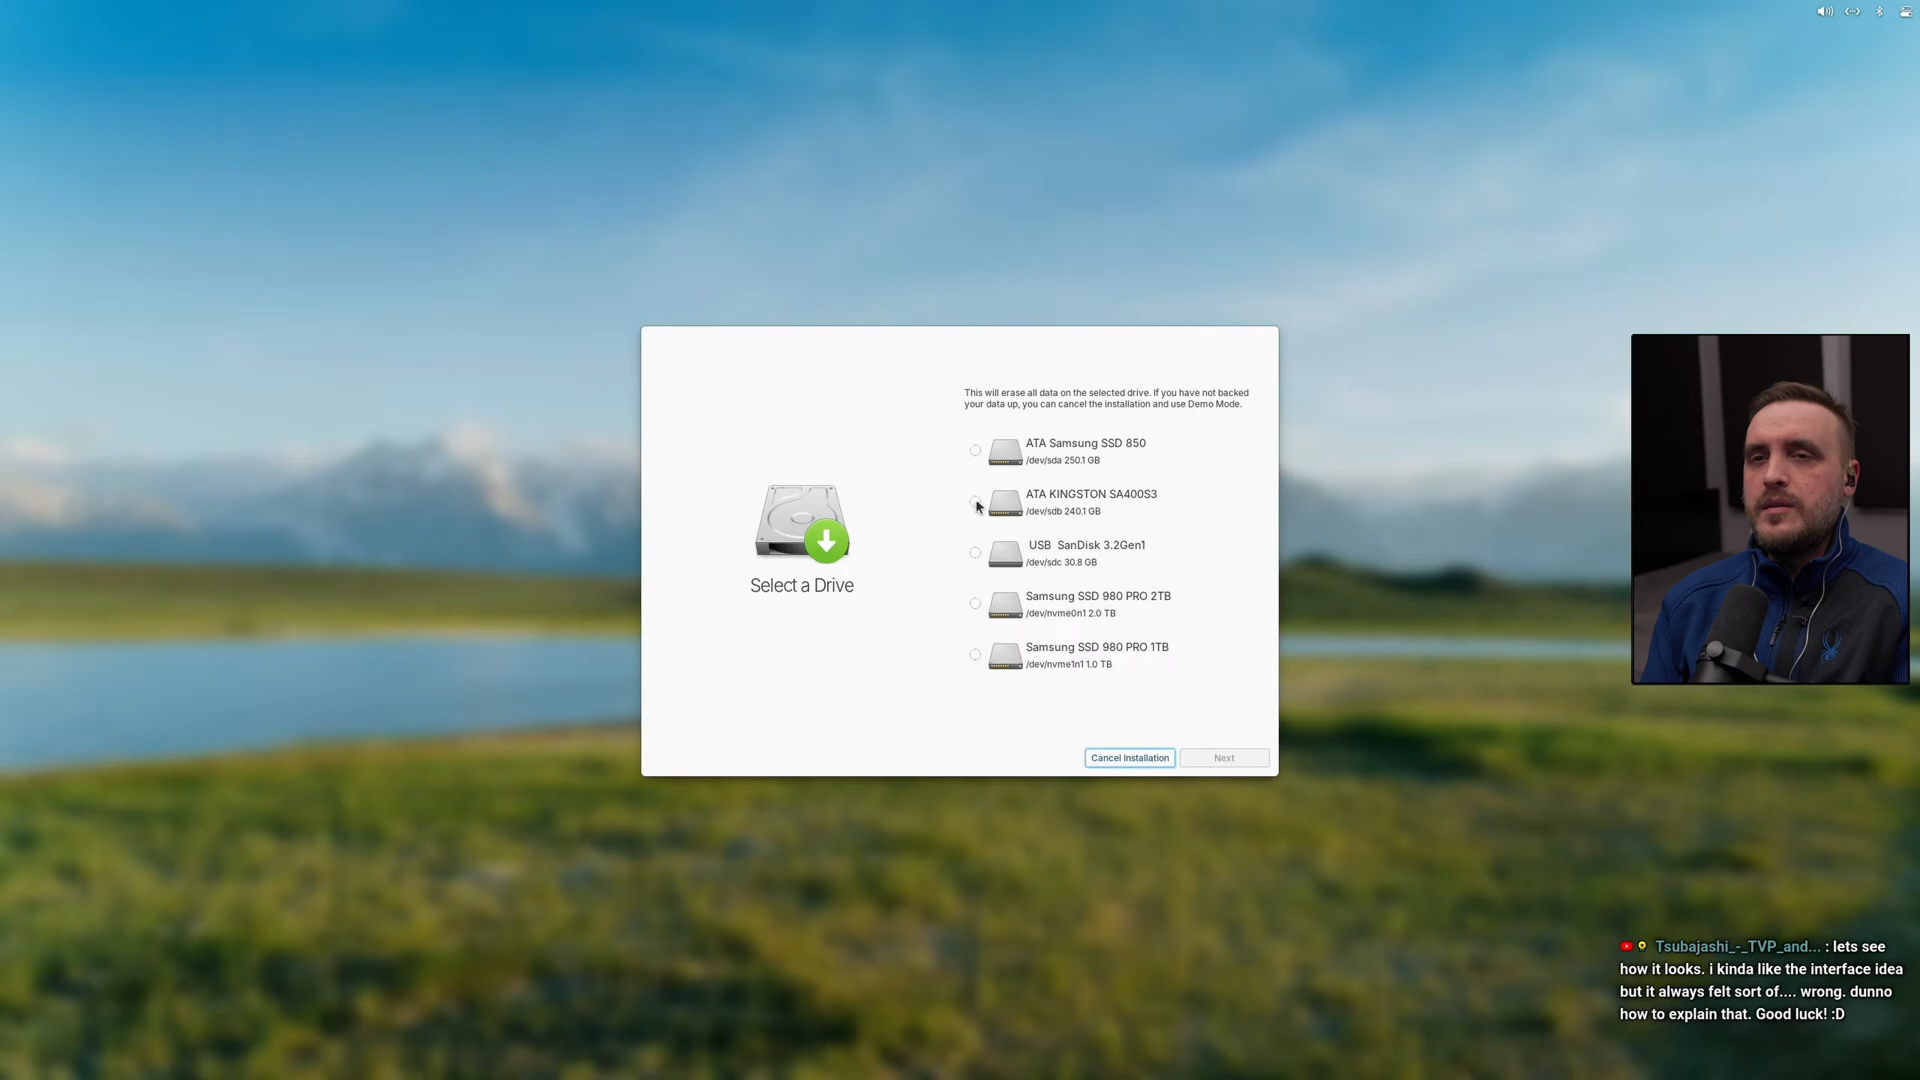 This will erase all data on the selected drive. If you have not backed
your data up, you can cancel the installation and use Demo Mode.
ATA Samsung SSD 850
/dev/sda 250.1 GB
ATA KINGSTON SA400S3
/dev/sdb 240.1 GB
USB  SanDisk 3.2Gen1
/dev/sdc 30.8 GB
Samsung SSD 980 PRO 2TB
/dev/nvme0n1 2.0 TB
Samsung SSD 980 PRO 1TB
/dev/nvme1n1 1.0 TB
Select a Drive
Cancel Installation
Next
Tsubajashi_-_TVP_and... : lets see
how it looks. i kinda like the interface idea
but it always felt sort of.... wrong. dunno
how to explain that. Good luck! :D